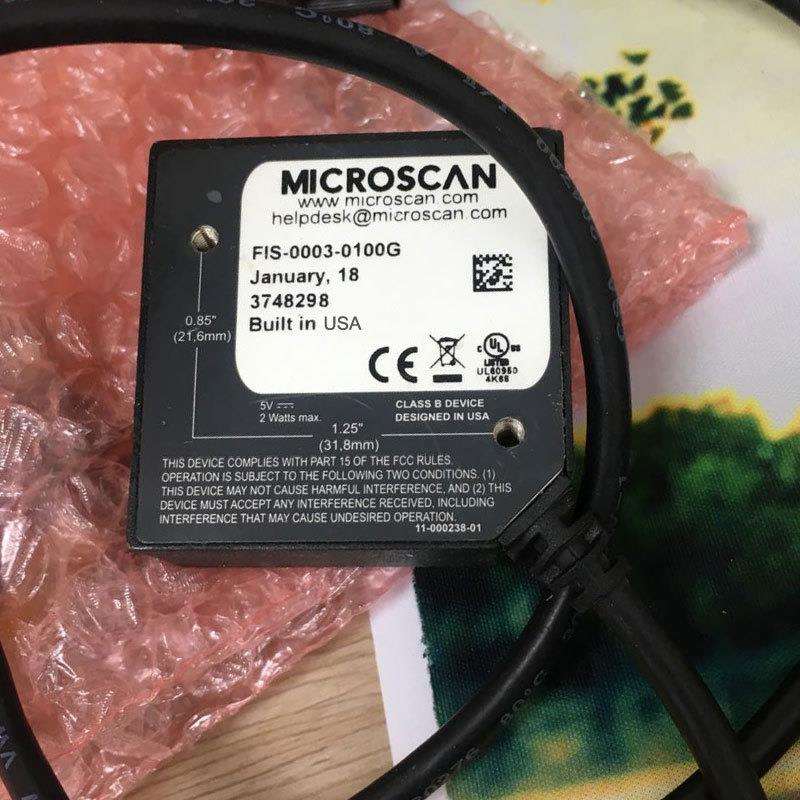 MICROSCAN
www microscan com
helpdesk@microscan com
FIS-0003-0100G
January, 18
3748298
Built in USA
CE
C UL US
LISTED
UL60950
4K88
0.85"
(21,6mm)
5V
2 Watts max.
CLASS B DEVICE
DESIGNED IN USA
1.25"
(31,8mm)
THIS DEVICE COMPLIES WITH PART 15 OF THE FCC RULES
OPERATION IS SUBJECT TO THE FOLLOWING TWO CONDITIONS. (1)
THIS DEVICE MAY NOT CAUSE HARMFUL INTERFERENCE, AND (2) THIS
DEVICE MUST ACCEPT ANY INTERFERENCE RECEIVED, INCLUDING
INTERFERENCE THAT MAY CAUSE UNDESIRED OPERATION.
11-000238-01
80°C